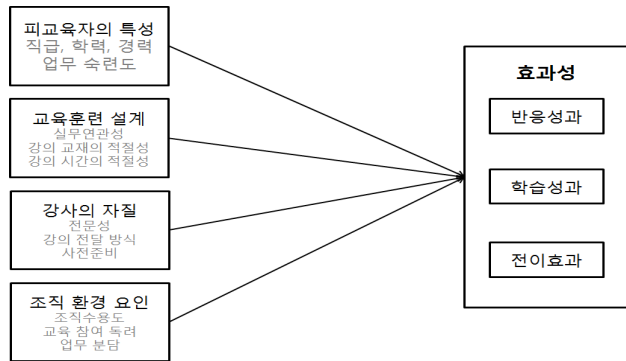 피교육자의 특성
직급, 학력, 경력
업무 숙련도
교육훈련 설계
실무연관성
강의 교재의 적절성
강의 시간의 적절성
강사의 자질
전문성
강의 전달 방식
사전준비
조직 환경 요인
조직수용도
교육 참여 독려
업무 분담
효과성
반응성과
학습성과
전이효과